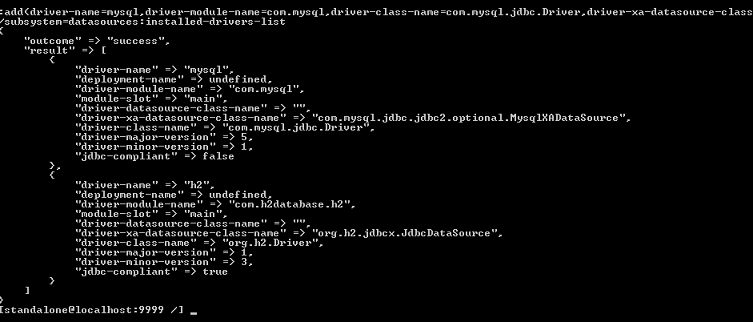 :add(driver-name=mysql,driver-module-name=com.mysql,driver-class-name=com.mysql.jdbc.Driver,driver-xa-datasource-class
/subsystem=datasources:installed-drivers-list
{
    "outcome" => "success",
    "result" => [
        {
            "driver-name" => "mysql",
            "deployment-name" => undefined,
            "driver-module-name" => "com.mysql",
            "module-slot" => "main",
            "driver-datasource-class-name" => "",
            "driver-xa-datasource-class-name" => "com.mysql.jdbc.jdbc2.optional.MysqlXADataSource",
            "driver-class-name" => "com.mysql.jdbc.Driver",
            "driver-major-version" => 5,
            "driver-minor-version" => 1,
            "jdbc-compliant" => false
        },
        {
            "driver-name" => "h2",
            "deployment-name" => undefined,
            "driver-module-name" => "com.h2database.h2",
            "module-slot" => "main",
            "driver-datasource-class-name" => "",
            "driver-xa-datasource-class-name" => "org.h2.jdbcx.JdbcDataSource",
            "driver-class-name" => "org.h2.Driver",
            "driver-major-version" => 1,
            "driver-minor-version" => 3,
            "jdbc-compliant" => true
        }
    ]
}
[standalone@localhost:9999 /] _